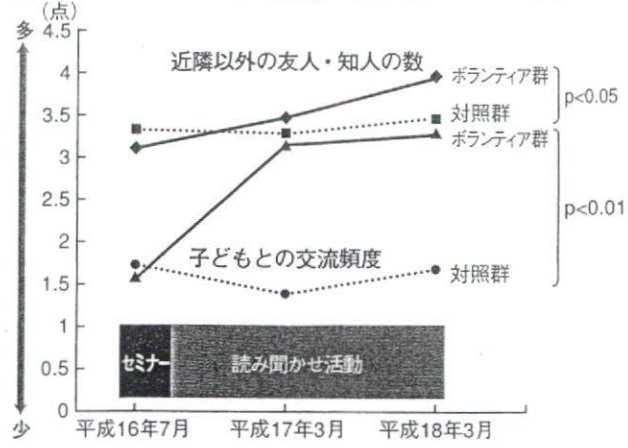 (点)
多
4.5
4
3.5
3
2.5
2
1.5
1
0.5
0
少
近隣以外の友人・知人の数
ボランティア群
対照群
p<0.05
ボランティア群
p<0.01
子どもとの交流頻度
対照群
セミナー
読み聞かせ活動
平成16年7月
平成17年3月
平成18年3月